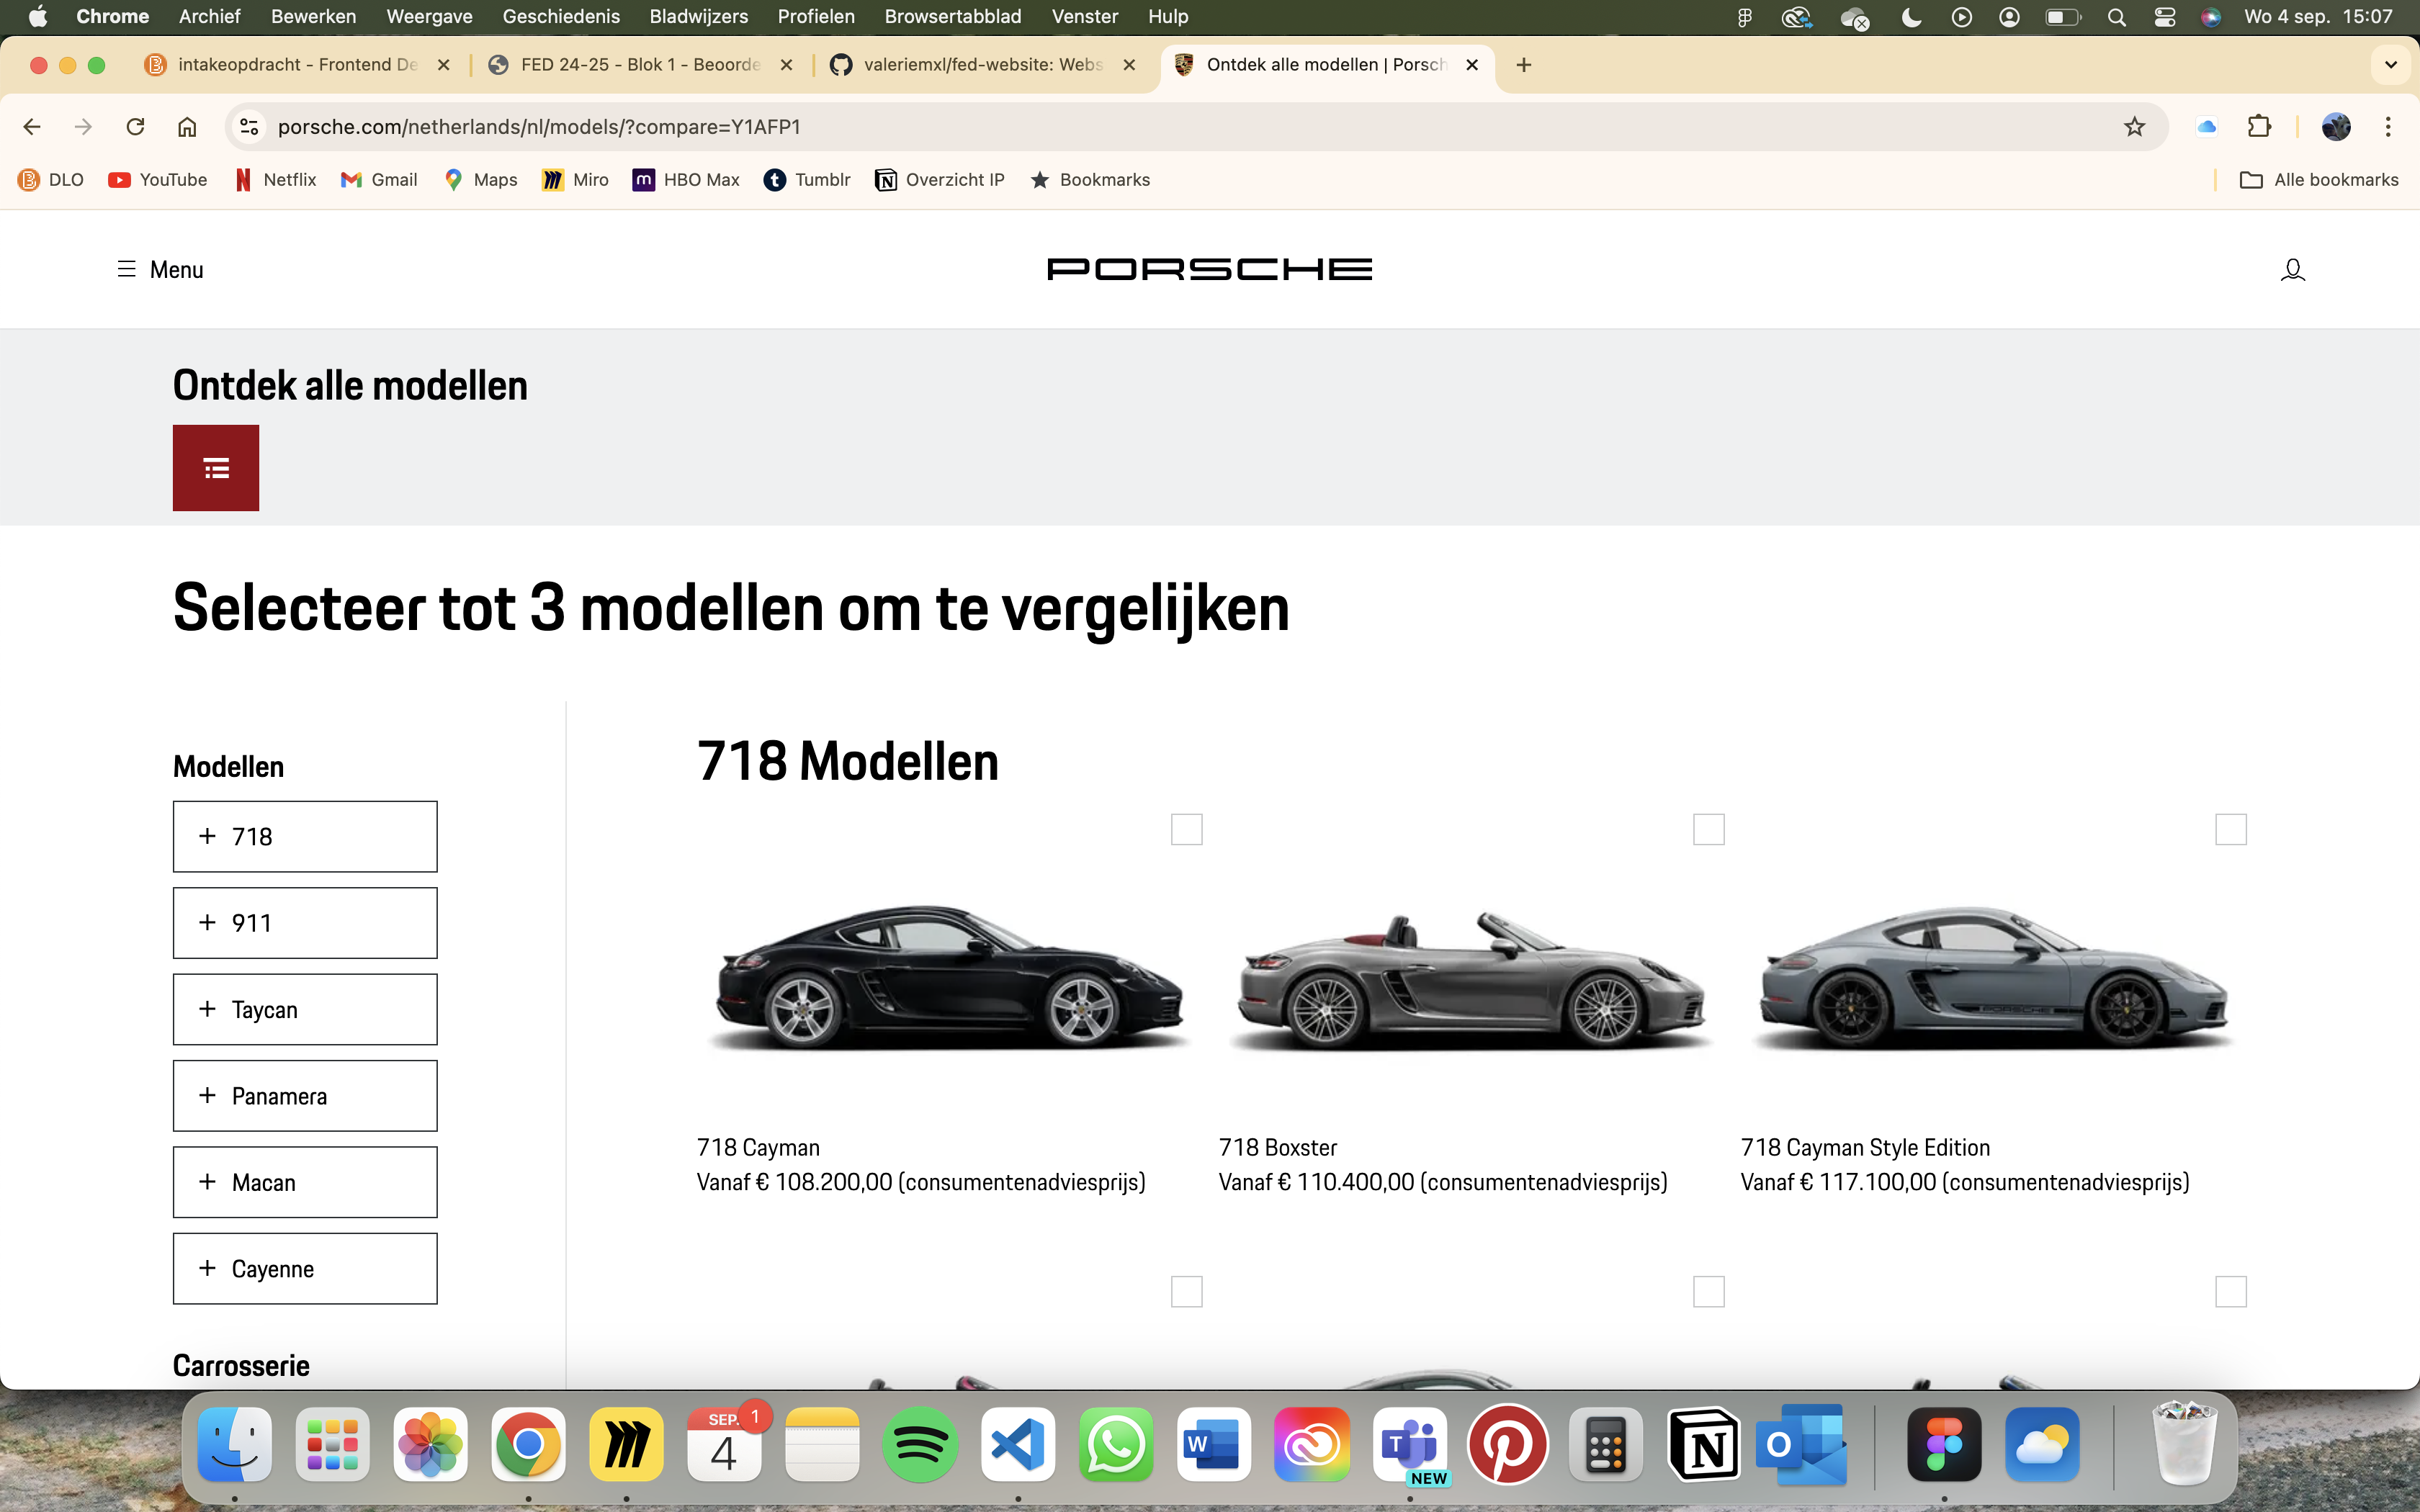 Chrome Archief Bewerken Weergave Geschiedenis Bladwijzers Profielen Browsertabblad Venster Hulp Wo 4 sep. 15:07
intakeopdracht - Frontend De FED 24-25 - Blok 1 - Beoorde valeriemxl/fed-website: Webs Ontdek alle modellen | Porsch
porsche.com/netherlands/nl/models/?compare=Y1AFP1
DLO YouTube Netflix Gmail Maps Miro HBO Max Tumblr Overzicht IP Bookmarks Alle bookmarks
Menu PORSCHE
Ontdek alle modellen
Selecteer tot 3 modellen om te vergelijken
Modellen
718
911
Taycan
Panamera
Macan
Cayenne
Carrosserie
718 Modellen
718 Cayman
Vanaf € 108.200,00 (consumentenadviesprijs)
718 Boxster
Vanaf € 110.400,00 (consumentenadviesprijs)
718 Cayman Style Edition
Vanaf € 117.100,00 (consumentenadviesprijs)
SEP. 1
4
NEW